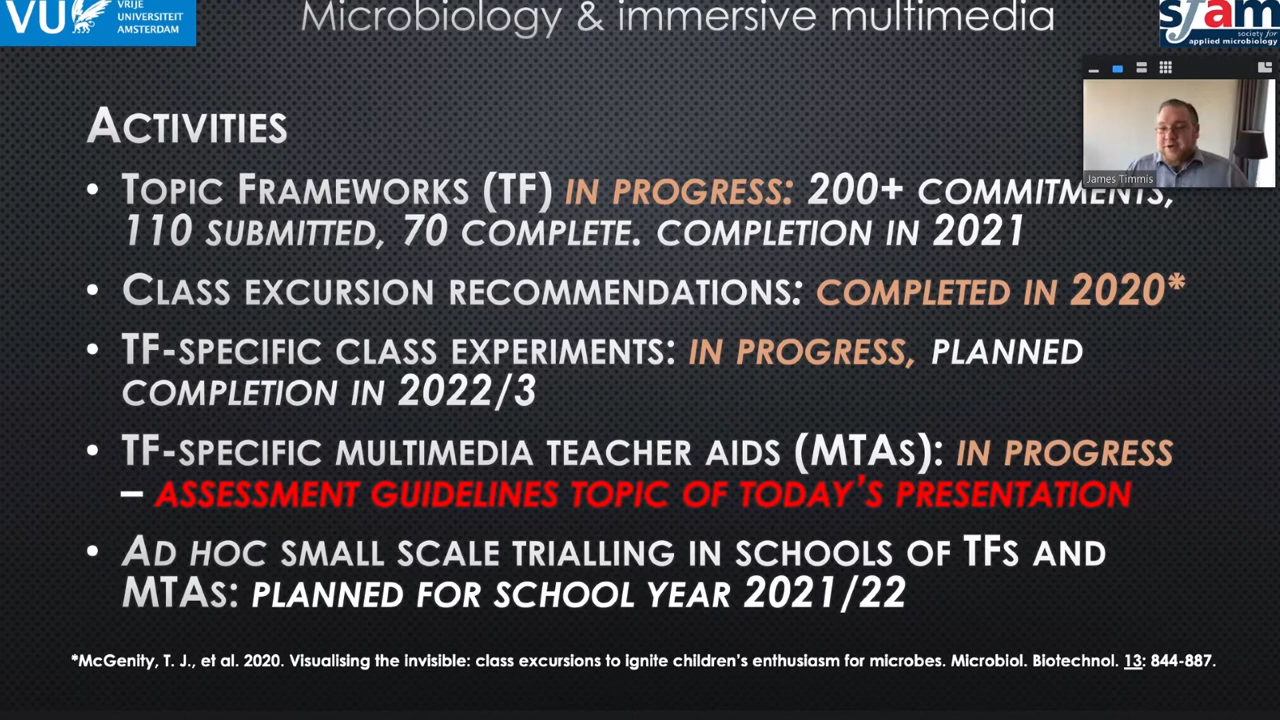 VU VRIJE
UNIVERSITEIT
AMSTERDAM
Microbiology & immersive multimedia
sfam
society for
applied microbiology
James Timmis
ACTIVITIES
• TOPIC FRAMEWORKS (TF) IN PROGRESS: 200+ COMMITMENTS,
110 SUBMITTED, 70 COMPLETE. COMPLETION IN 2021
• CLASS EXCURSION RECOMMENDATIONS: COMPLETED IN 2020*
• TF-SPECIFIC CLASS EXPERIMENTS: IN PROGRESS, PLANNED
COMPLETION IN 2022/3
• TF-SPECIFIC MULTIMEDIA TEACHER AIDS (MTAS): IN PROGRESS
– ASSESSMENT GUIDELINES TOPIC OF TODAY'S PRESENTATION
• AD HOC SMALL SCALE TRIALLING IN SCHOOLS OF TFS AND
MTAS: PLANNED FOR SCHOOL YEAR 2021/22
*McGenity, T. J., et al. 2020. Visualising the invisible: class excursions to ignite children's enthusiasm for microbes. Microbiol. Biotechnol. 13: 844-887.